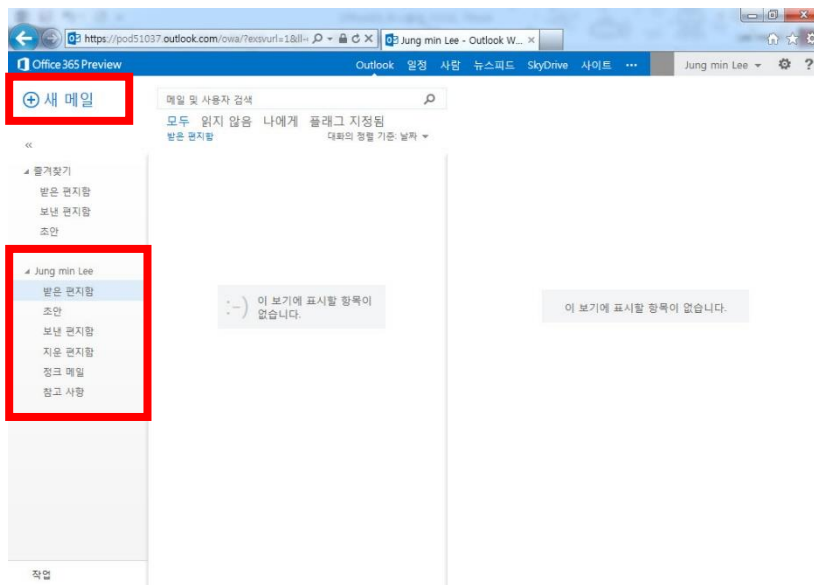 https://pod51037.outlook.com/owa/?exsvurl=1&ll-cc
Jung min Lee - Outlook W...
Office 365 Preview
Outlook 일정 사람 뉴스피드 SkyDrive 사이트 ••• Jung min Lee ?
새 메일
메일 및 사용자 검색
모두 읽지 않음 나에게 플래그 지정됨
받은 편지함 대화의 정렬 기준: 날짜
«
즐겨찾기
받은 편지함
보낸 편지함
초안
Jung min Lee
받은 편지함
초안
보낸 편지함
지운 편지함
정크 메일
참고 사항
:-) 이 보기에 표시할 항목이
없습니다.
이 보기에 표시할 항목이 없습니다.
작업